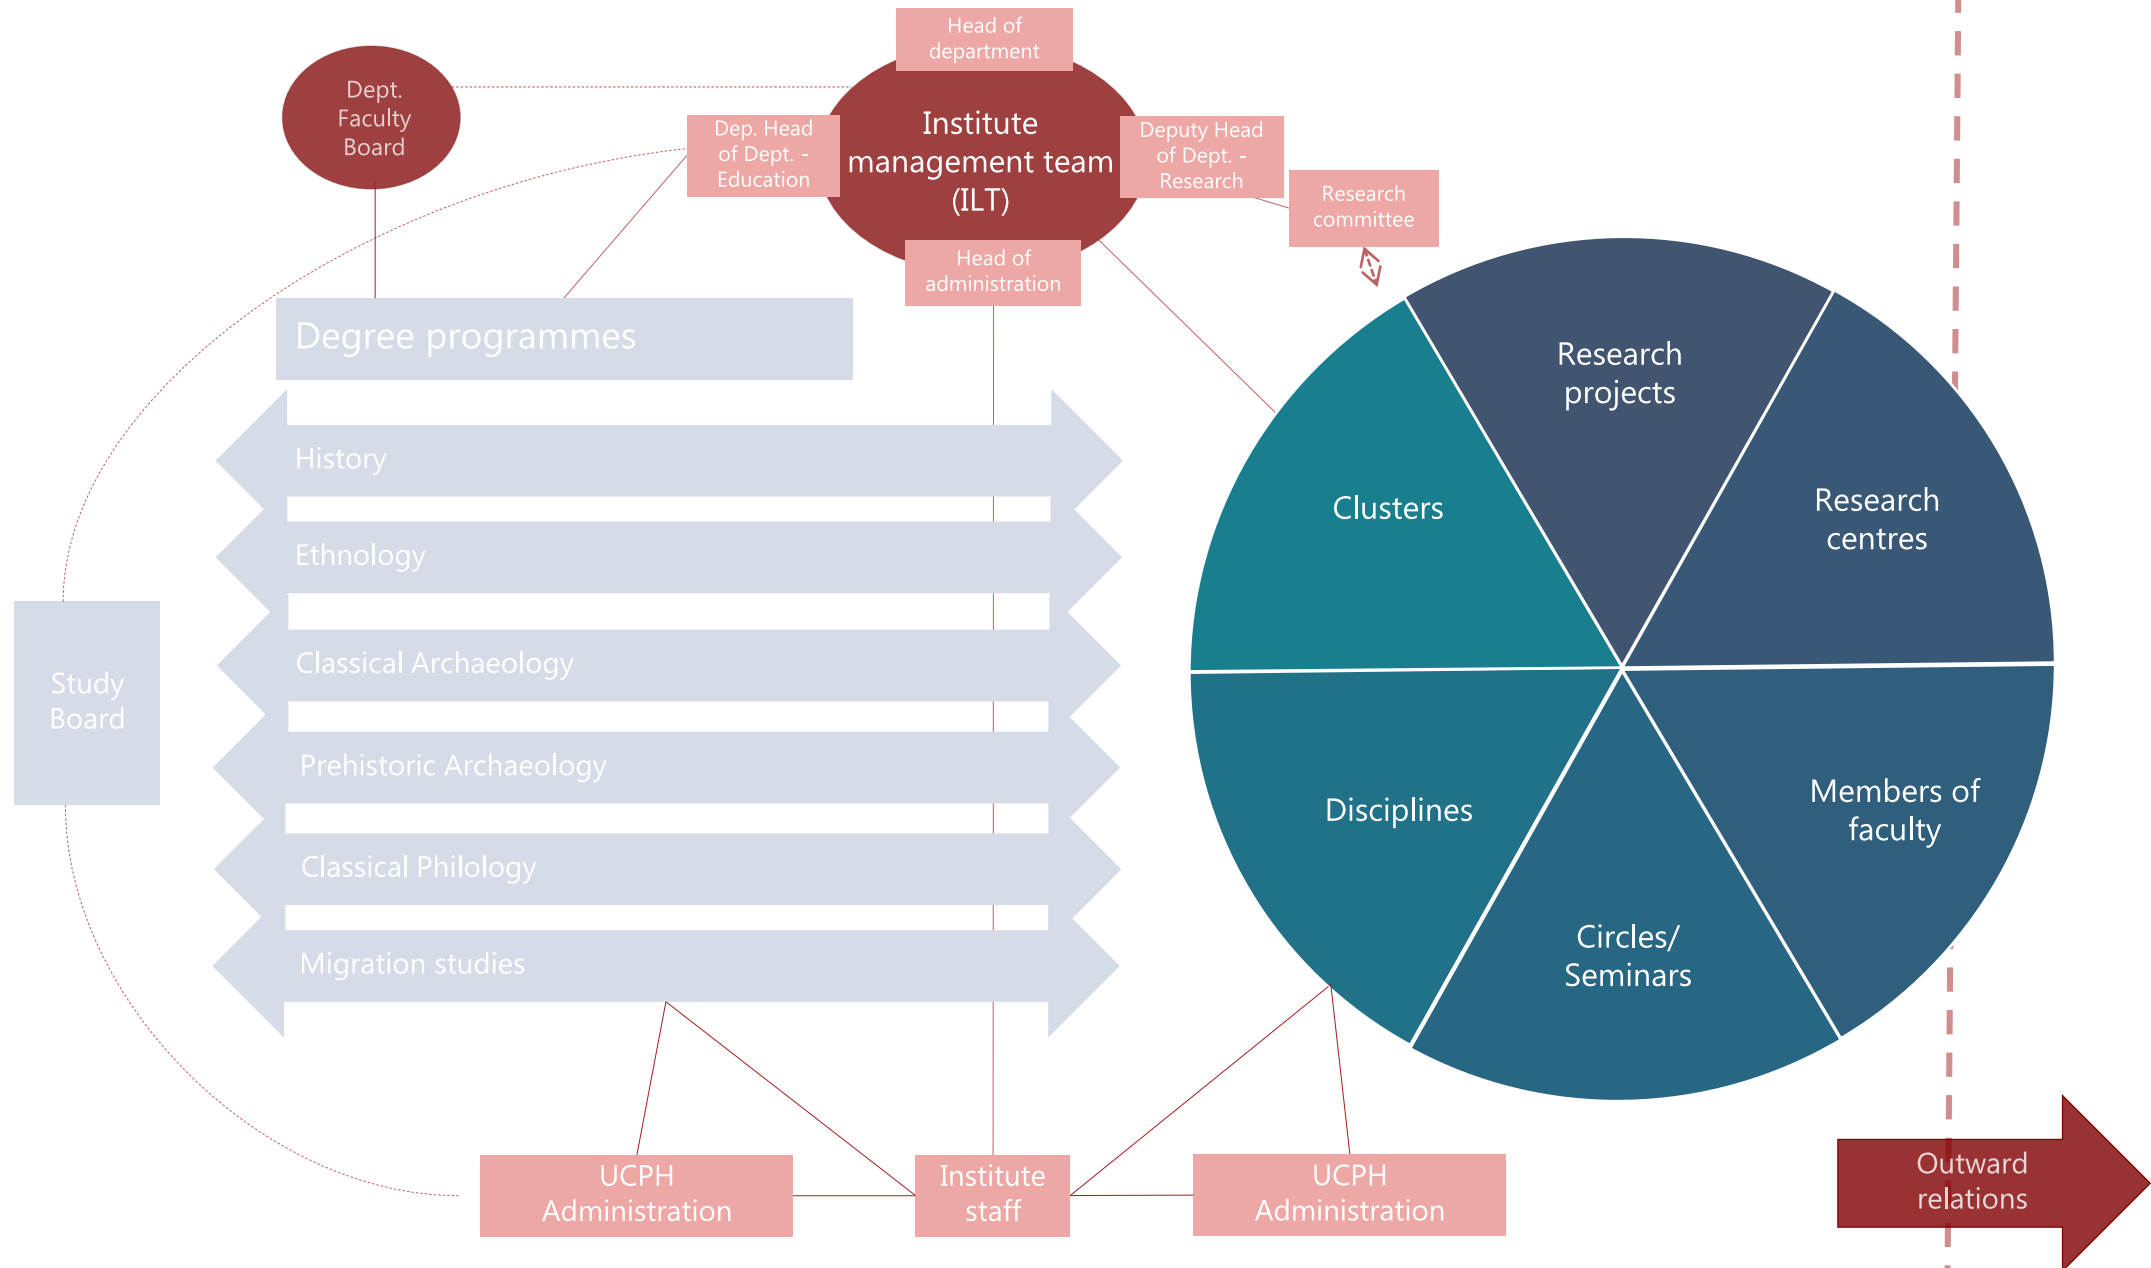 Head of
department
Dept.
Faculty
Board
Institute
management team
(ILT)
Dep. Head
of Dept. -
Education
Deputy Head
of Dept. -
Research
Research
committee
Head of
administration
Degree programmes
History
Ethnology
Classical Archaeology
Prehistoric Archaeology
Classical Philology
Migration studies
Study
Board
Research
projects
Research
centres
Clusters
Disciplines
Members of
faculty
Circles/
Seminars
UCPH
Administration
Institute
staff
UCPH
Administration
Outward
relations